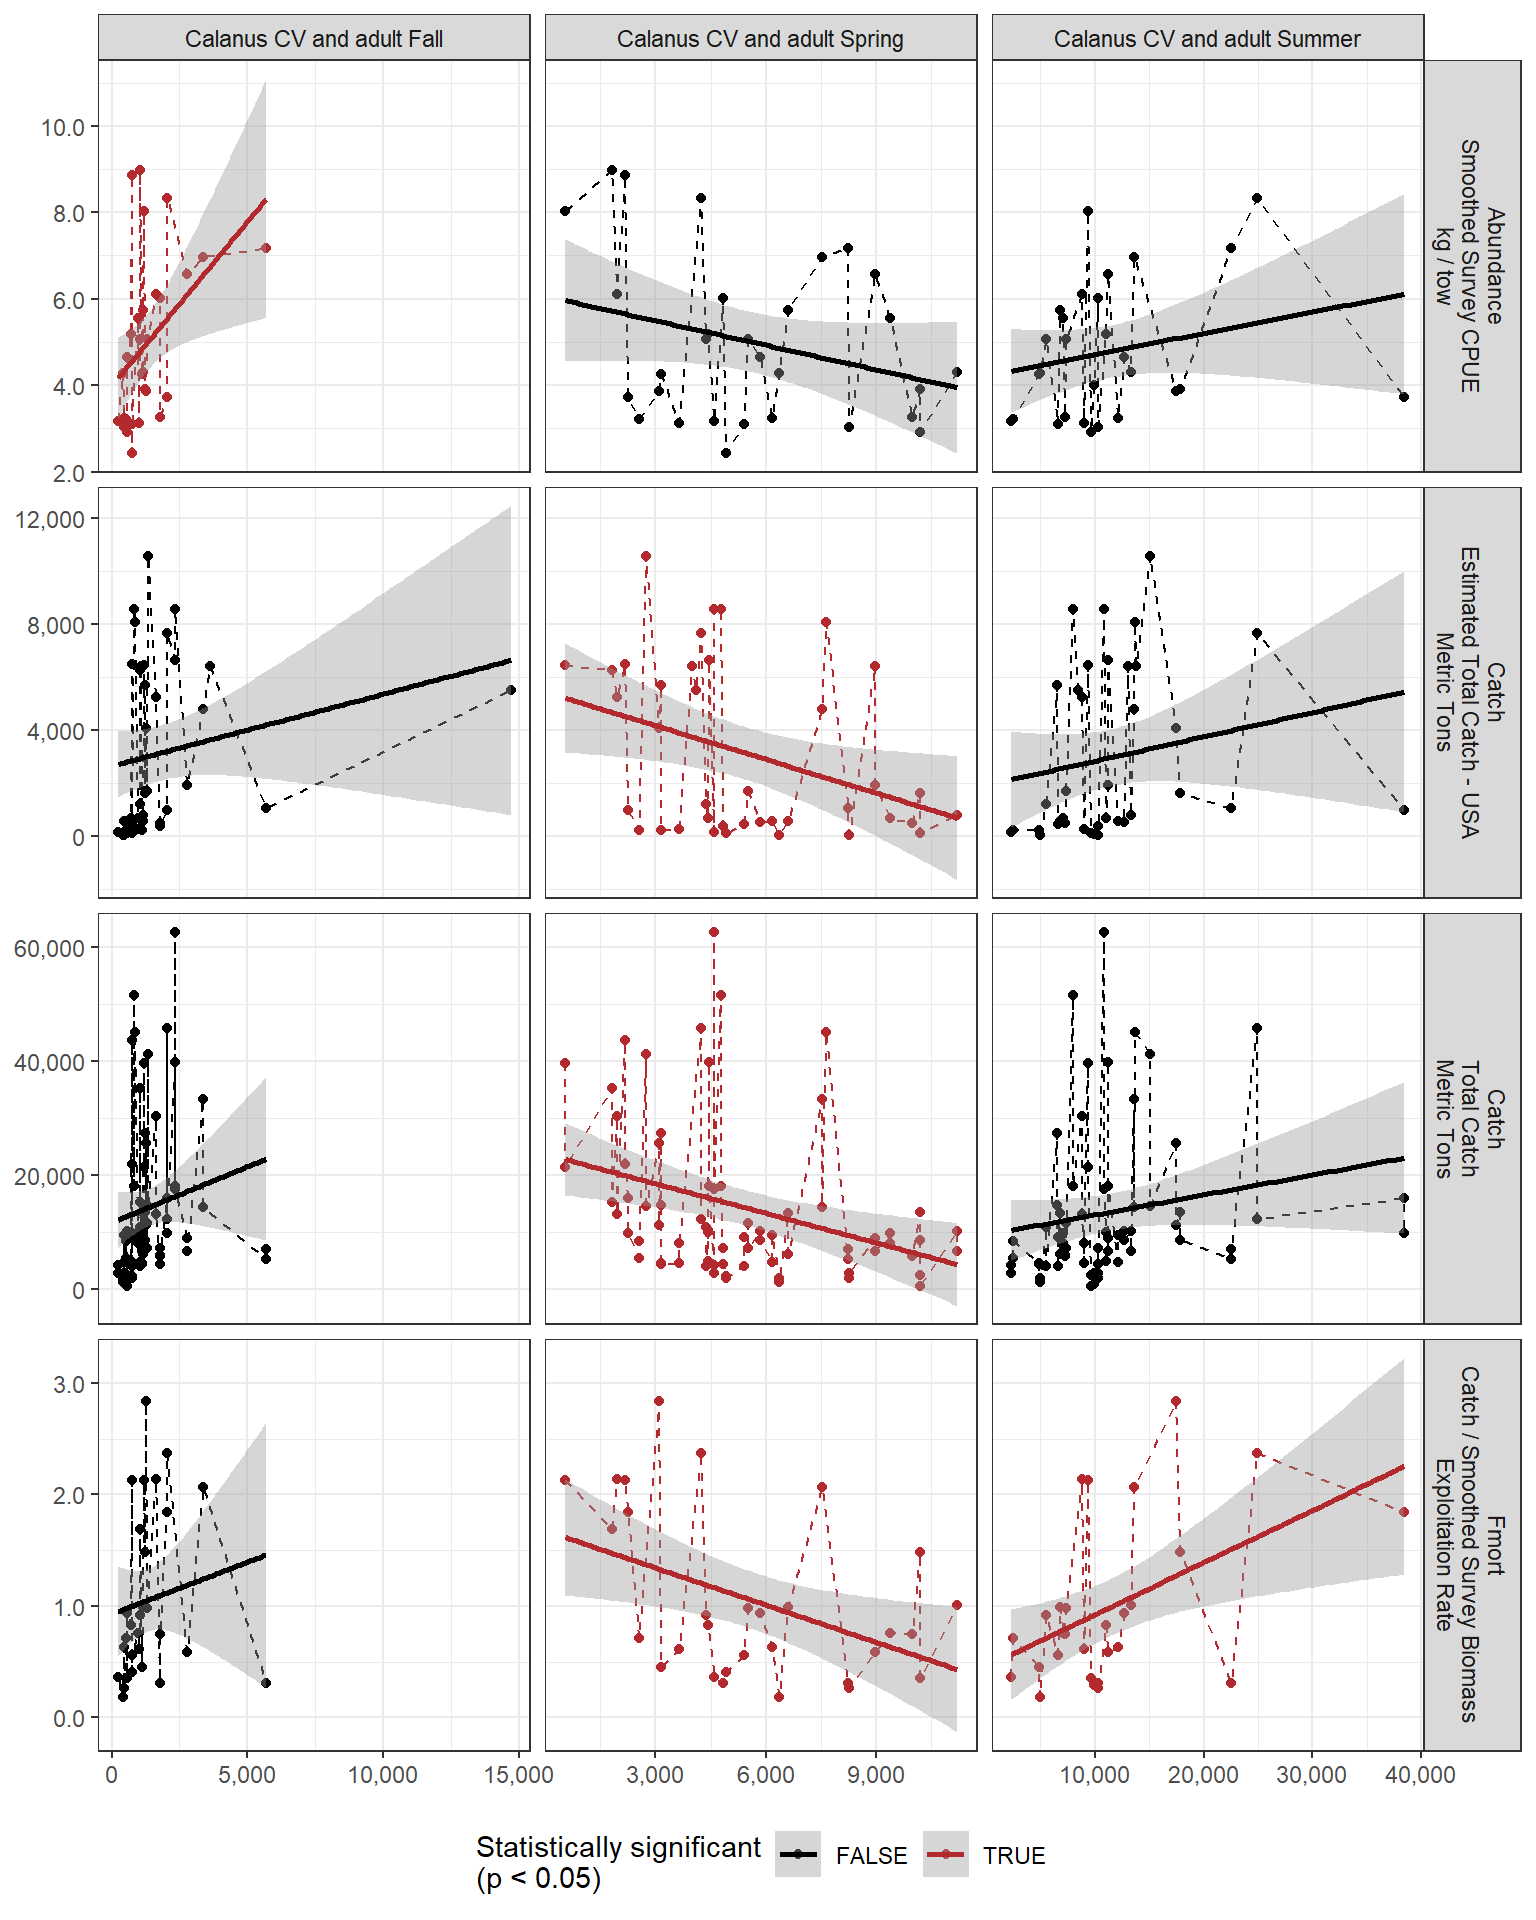 Calanus CV and adult Fall
Calanus CV and adult Spring
Calanus CV and adult Summer
10.0
8.0
6.0
4.0
2.0
Abundance
Smoothed Survey CPUE
kg / tow
12,000
8,000
4,000
0
Catch
Estimated Total Catch - USA
Metric Tons
60,000
40,000
20,000
0
Catch
Total Catch
Metric Tons
3.0
2.0
1.0
0.0
Fmort
Catch / Smoothed Survey Biomass
Exploitation Rate
0 5,000 10,000 15,000
3,000 6,000 9,000
10,000 20,000 30,000 40,000
Statistically significant
(p < 0.05)
FALSE
TRUE